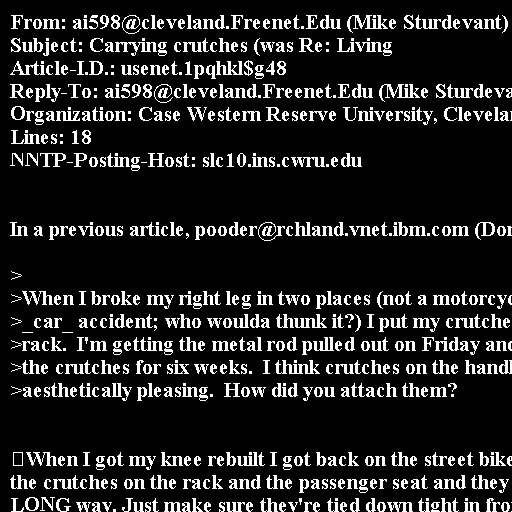 From: ai598@cleveland.Freenet.Edu (Mike Sturdevant)
Subject: Carrying crutches (was Re: Living
Article-I.D.: usenet.1pqhkl$g48
Reply-To: ai598@cleveland.Freenet.Edu (Mike Sturdeva
Organization: Case Western Reserve University, Clevela
Lines: 18
NNTP-Posting-Host: slc10.ins.cwru.edu
In a previous article, pooder@rchland.vnet.ibm.com (Don
>
>When I broke my right leg in two places (not a motorcyc
>_car_ accident; who woulda thunk it?) I put my crutche
>rack.  I'm getting the metal rod pulled out on Friday and
>the crutches for six weeks.  I think crutches on the handl
>aesthetically pleasing.  How did you attach them?
When I got my knee rebuilt I got back on the street bike
the crutches on the rack and the passenger seat and they
LONG way. Just make sure they're tied down tight in fro